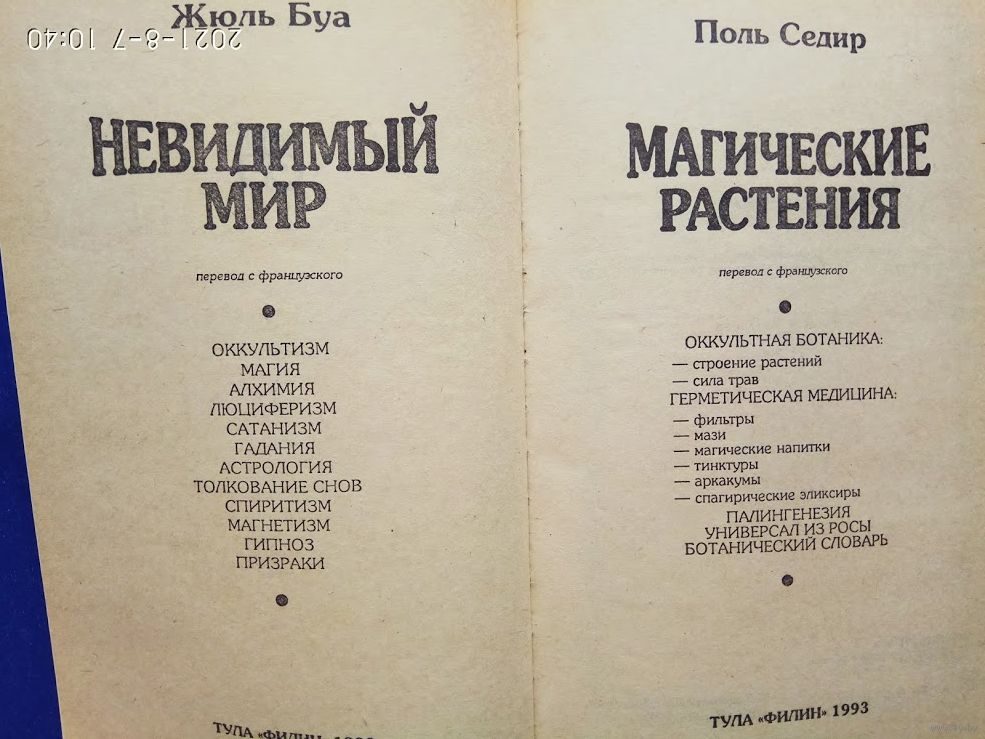 Жюль Буа
2021-8-7 10:40
НЕВИДИМЫЙ
МИР
перевод с французского
ОККУЛЬТИЗМ
МАГИЯ
АЛХИМИЯ
ЛЮЦИФЕРИЗМ
САТАНИЗМ
ГАДАНИЯ
АСТРОЛОГИЯ
ТОЛКОВАНИЕ СНОВ
СПИРИТИЗМ
МАГНЕТИЗМ
ГИПНОЗ
ПРИЗРАКИ
ТУЛА «ФИЛИН»
Поль Седир
МАГИЧЕСКИЕ
РАСТЕНИЯ
перевод с французского
ОККУЛЬТНАЯ БОТАНИКА:
— строение растений
— сила трав
ГЕРМЕТИЧЕСКАЯ МЕДИЦИНА:
— фильтры
— мази
— магические напитки
— тинктуры
— аркакумы
— спагирические эликсиры
ПАЛИНГЕНЕЗИЯ
УНИВЕРСАЛ ИЗ РОСЫ
БОТАНИЧЕСКИЙ СЛОВАРЬ
ТУЛА «ФИЛИН» 1993